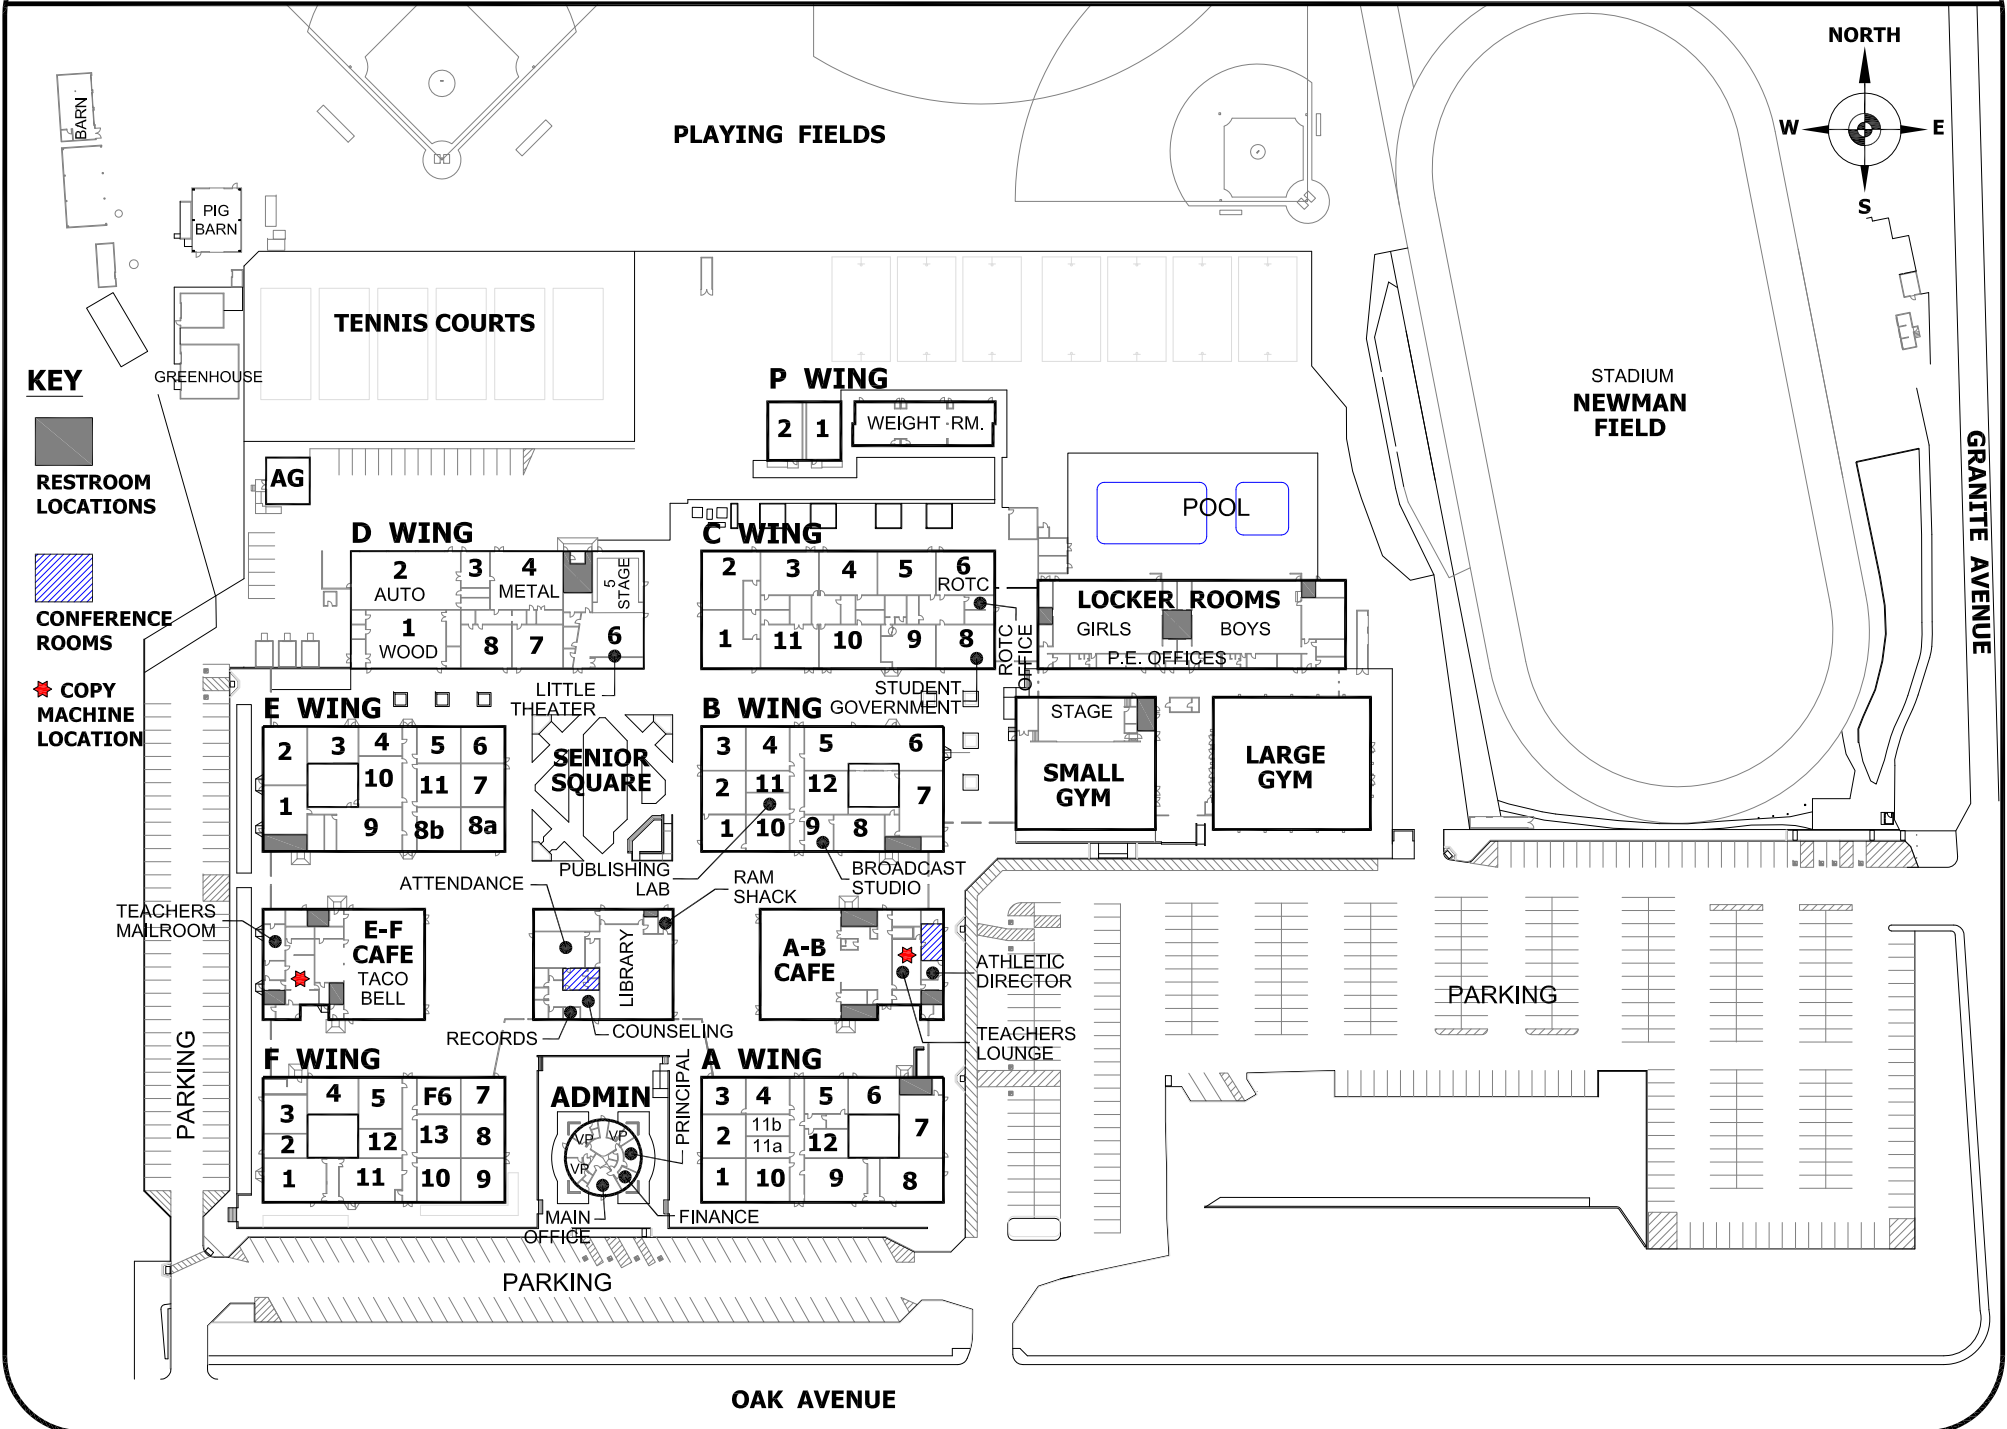 NORTH
W
E
S
PLAYING FIELDS
BARN
PIG
BARN
TENNIS COURTS
GREENHOUSE
KEY
RESTROOM
LOCATIONS
CONFERENCE
ROOMS
COPY
MACHINE
LOCATION
STADIUM
NEWMAN
FIELD
GRANITE AVENUE
P WING
2
1
WEIGHT RM.
AG
POOL
D WING
2
AUTO
3
4
METAL
5
STAGE
1
WOOD
8
7
6
LITTLE
THEATER
C WING
2
3
4
5
6
ROTC
1
11
10
9
8
ROTC
OFFICE
STUDENT
GOVERNMENT
LOCKER ROOMS
GIRLS
BOYS
P.E. OFFICES
E WING
2
3
4
5
6
10
11
7
1
9
8b
8a
SENIOR
SQUARE
B WING
3
4
5
6
2
11
12
7
1
10
9
8
STAGE
SMALL
GYM
LARGE
GYM
PUBLISHING
LAB
RAM
SHACK
BROADCAST
STUDIO
ATTENDANCE
TEACHERS
MAILROOM
E-F
CAFE
TACO
BELL
LIBRARY
RECORDS
COUNSELING
A-B
CAFE
ATHLETIC
DIRECTOR
TEACHERS
LOUNGE
PARKING
PARKING
F WING
4
5
F6
7
3
2
12
13
8
1
11
10
9
ADMIN
VP
VP
VP
PRINCIPAL
MAIN
OFFICE
FINANCE
A WING
3
4
5
6
2
11b
11a
12
7
1
10
9
8
PARKING
OAK AVENUE